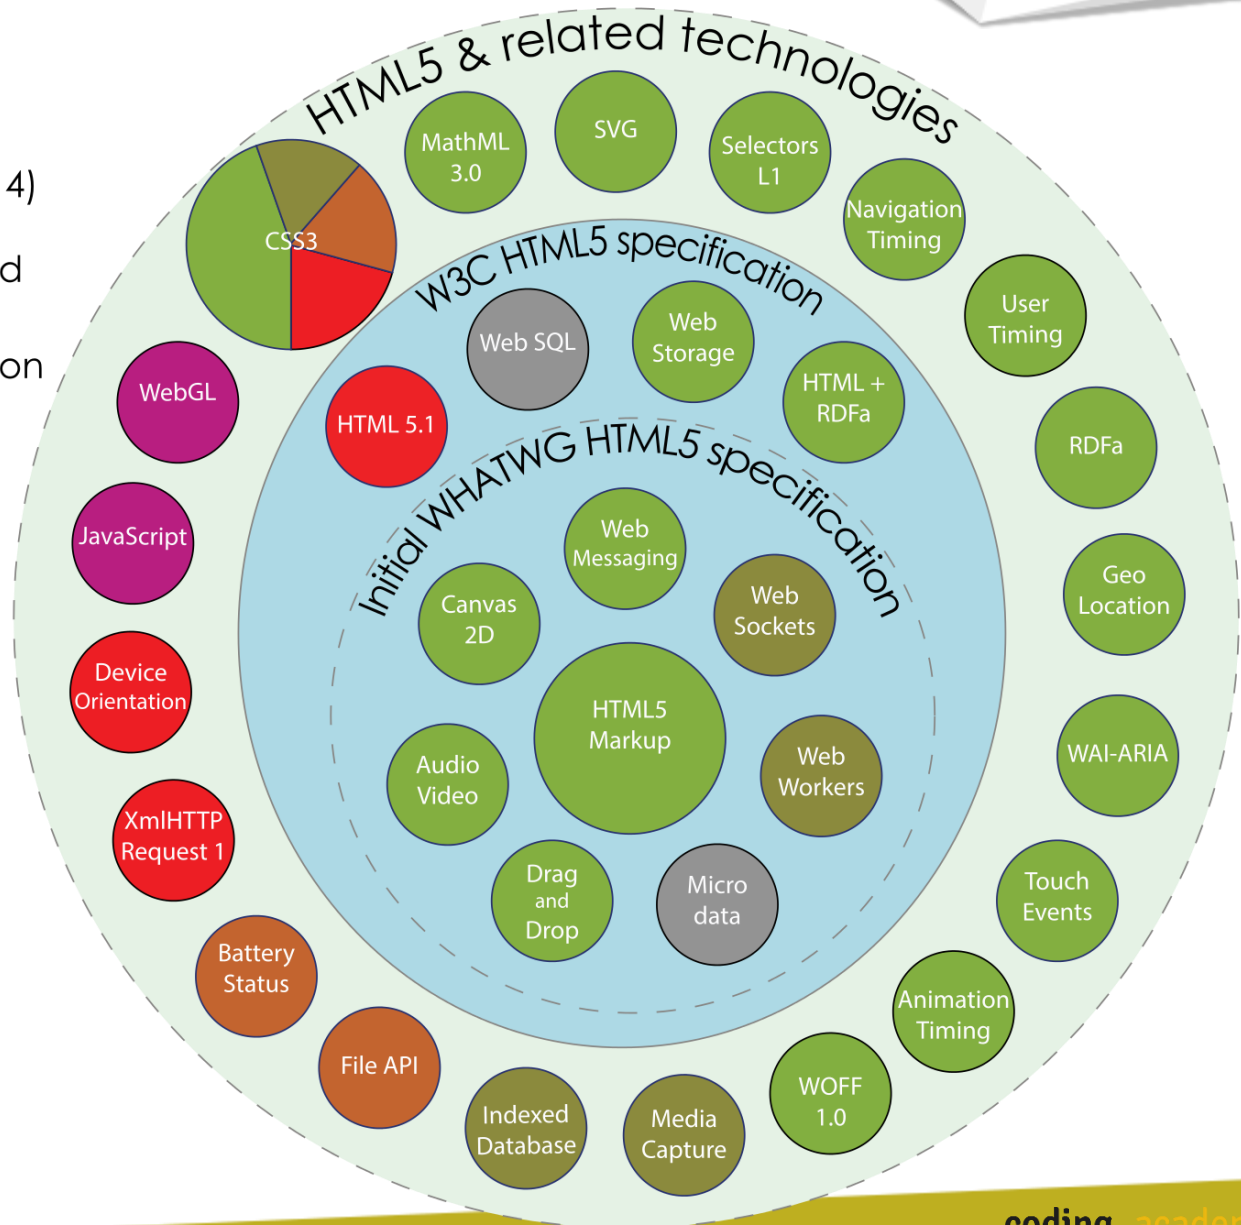 HTML5 & related technologies
4)
d
on
MathML
3.0
SVG
Selectors
L1
Navigation
Timing
User
Timing
RDFa
Geo
Location
WAI-ARIA
Touch
Events
Animation
Timing
WOFF
1.0
Media
Capture
Indexed
Database
File API
Battery
Status
XmlHTTP
Request 1
Device
Orientation
JavaScript
WebGL
CSS3
W3C HTML5 specification
HTML 5.1
Web SQL
Web
Storage
HTML +
RDFa
Initial WHATWG HTML5 specification
Web
Messaging
Canvas
2D
Web
Sockets
HTML5
Markup
Audio
Video
Web
Workers
Drag
and
Drop
Micro
data
coding